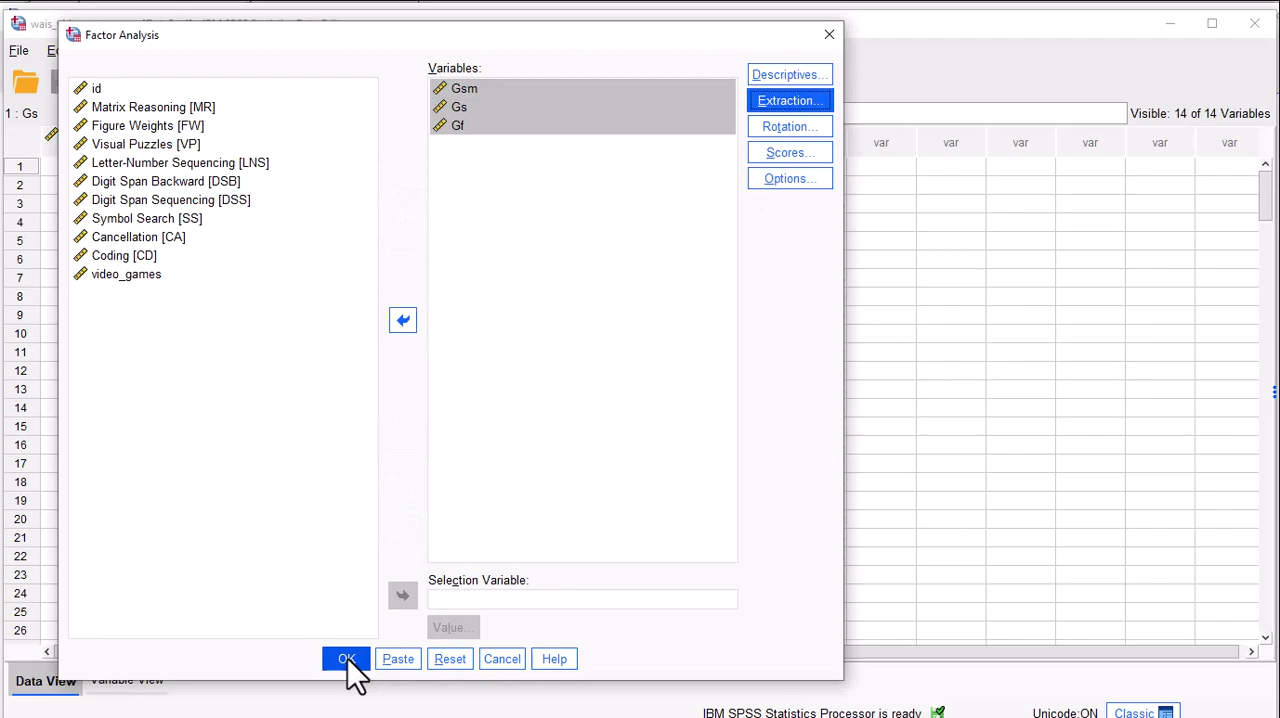 wais_
Factor Analysis
File
Variables:
id
Matrix Reasoning [MR]
Figure Weights [FW]
Visual Puzzles [VP]
Letter-Number Sequencing [LNS]
Digit Span Backward [DSB]
Digit Span Sequencing [DSS]
Symbol Search [SS]
Cancellation [CA]
Coding [CD]
video_games
Gsm
Gs
Gf
Descriptives...
Extraction...
Rotation...
Scores...
Options...
1 : Gs
Visible: 14 of 14 Variables
var var var var var var
1
2
3
4
5
6
7
8
9
10
11
12
13
14
15
16
17
18
19
20
21
22
23
24
25
26
Selection Variable:
Value...
OK Paste Reset Cancel Help
Data View Variable View
IBM SPSS Statistics Processor is ready Unicode:ON Classic